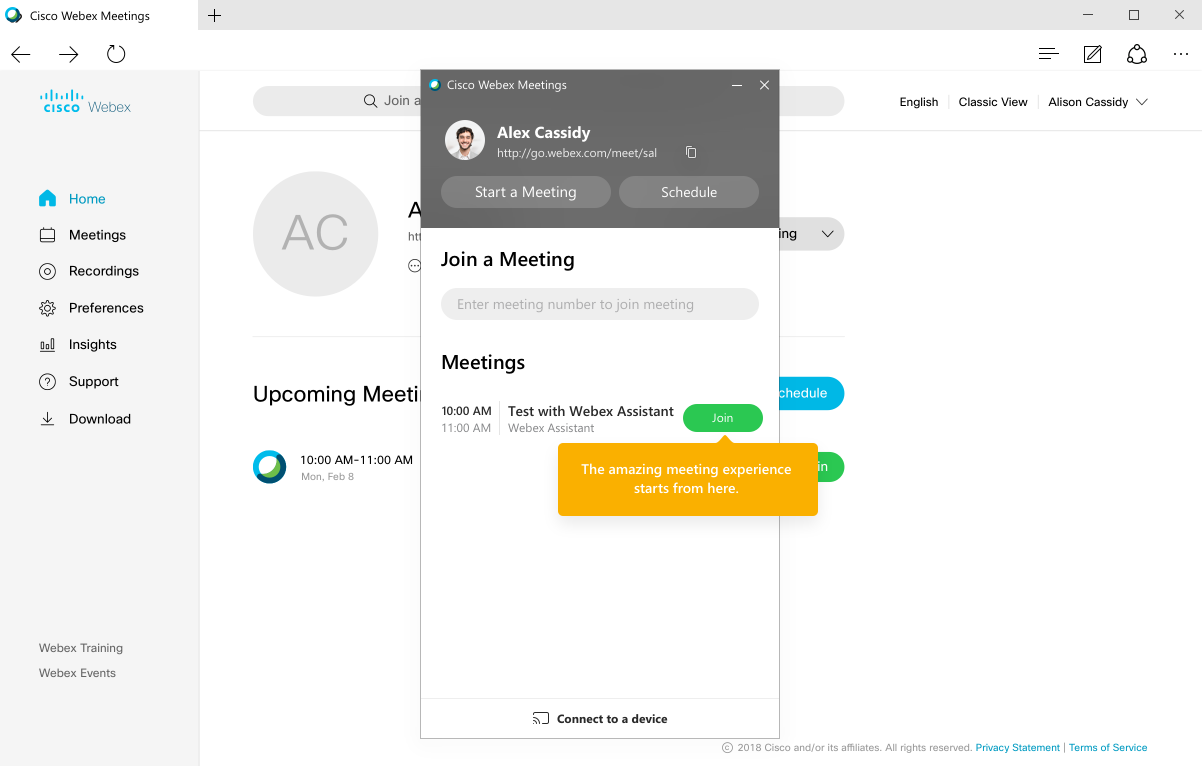 Cisco Webex Meetings
CISCO Webex
Join a
English
Classic View
Alison Cassidy
Home
Meetings
Recordings
Preferences
Insights
Support
Download
Webex Training
Webex Events
AC
A
Upcoming Meeti
10:00 AM-11:00 AM
Mon, Feb 8
ing
chedule
in
Cisco Webex Meetings
Alex Cassidy
http://go.webex.com/meet/sal
Start a Meeting
Schedule
Join a Meeting
Enter meeting number to join meeting
Meetings
10:00 AM
11:00 AM
Test with Webex Assistant
Webex Assistant
Join
The amazing meeting experience
starts from here.
Connect to a device
© 2018 Cisco and/or its affiliates. All rights reserved. Privacy Statement | Terms of Service